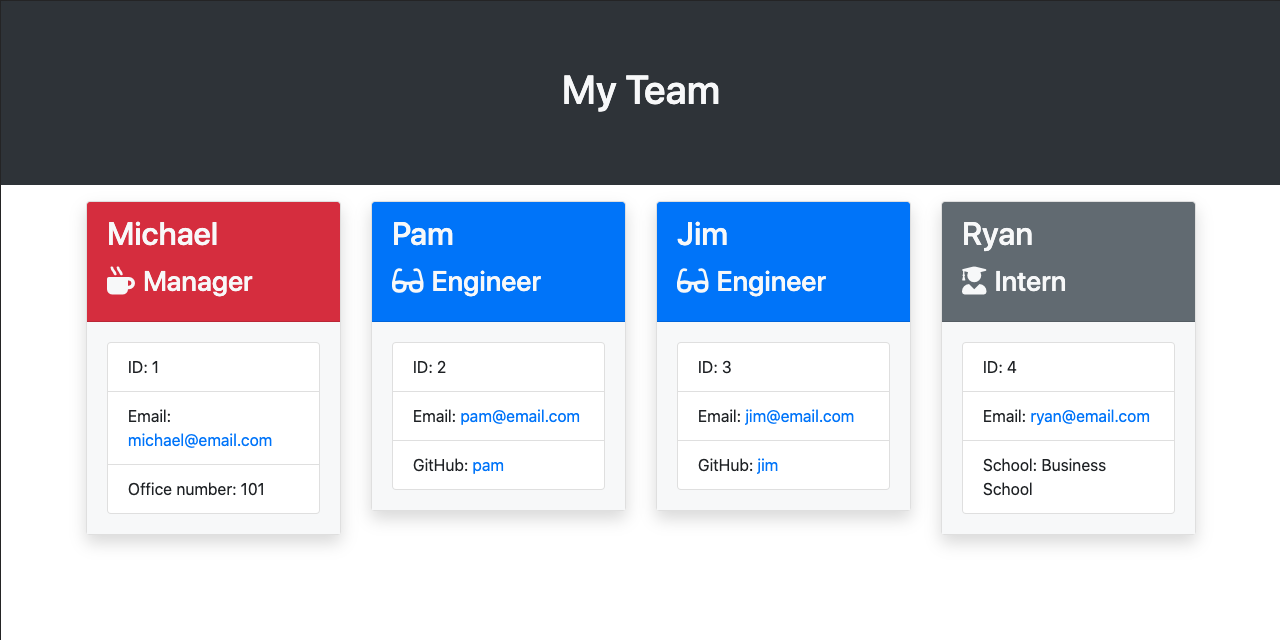 My Team
Michael
Manager
ID: 1
Email:
michael@email.com
Office number: 101
Pam
Engineer
ID: 2
Email: pam@email.com
GitHub: pam
Jim
Engineer
ID: 3
Email: jim@email.com
GitHub: jim
Ryan
Intern
ID: 4
Email: ryan@email.com
School: Business
School